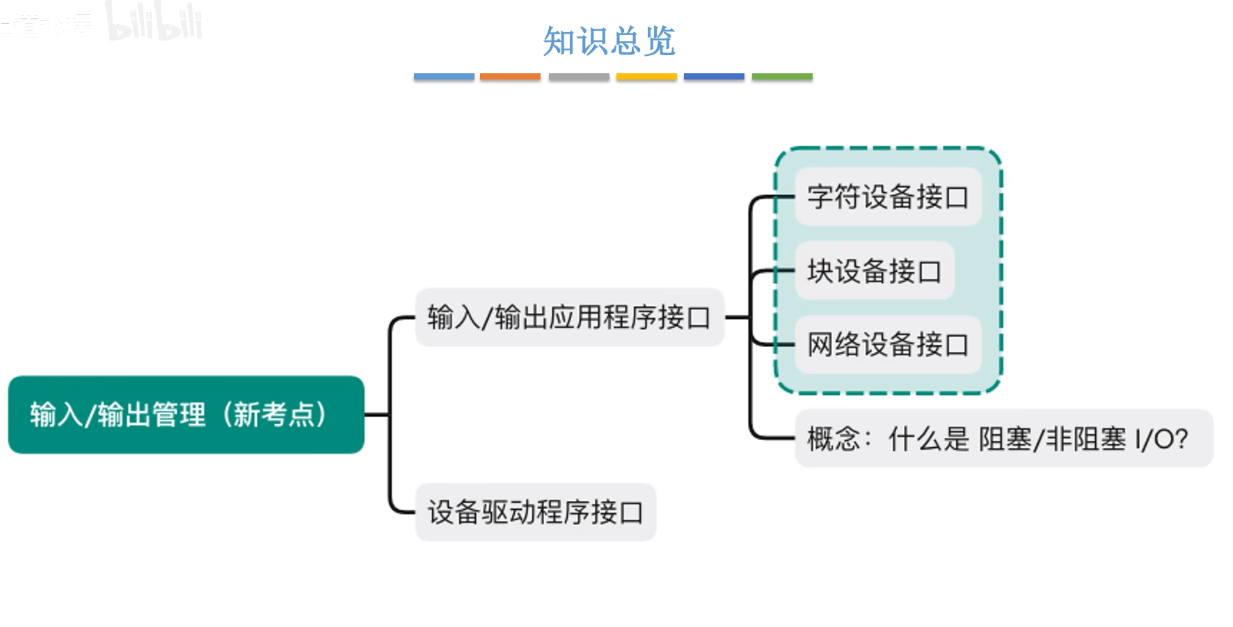 bilibili
知识总览
字符设备接口
块设备接口
输入/输出应用程序接口
网络设备接口
输入/输出管理（新考点）
概念：什么是 阻塞/非阻塞 I/O?
设备驱动程序接口